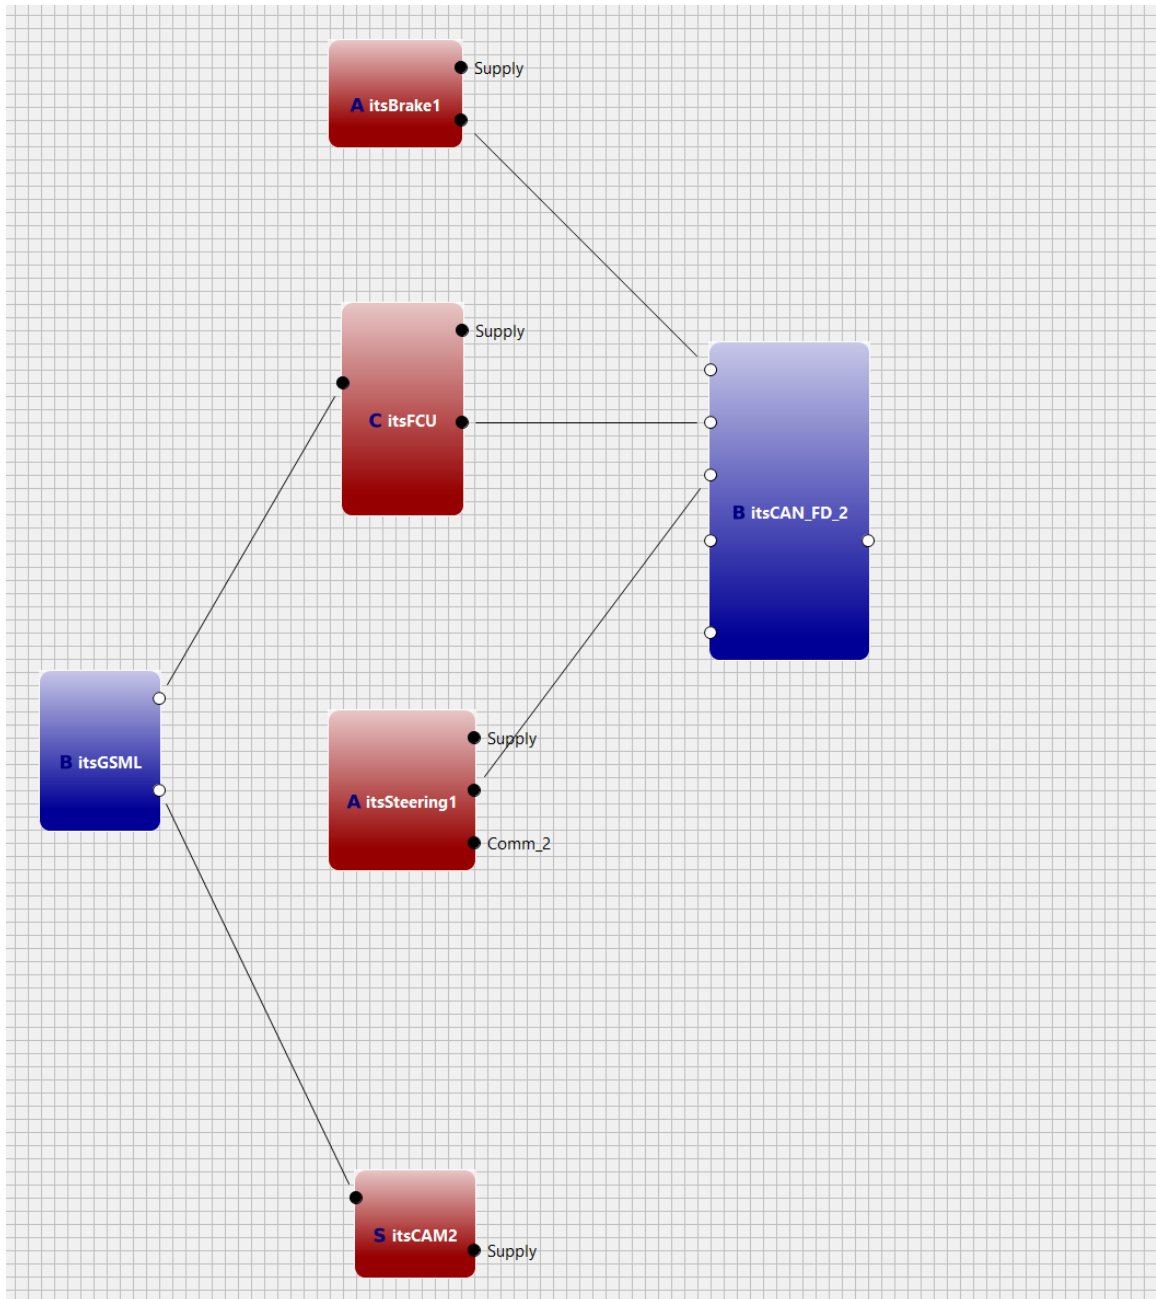 Supply
A itsBrake1
Supply
C itsFCU
B itsCAN_FD_2
Supply
B itsGSML
A itsSteering1
Comm_2
S itsCAM2
Supply